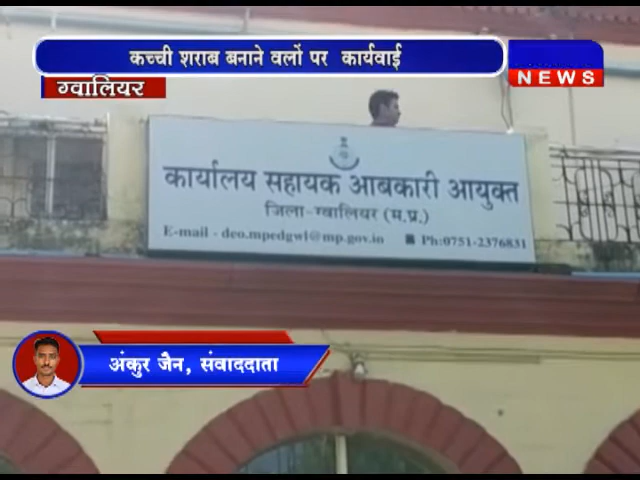 कच्ची शराब बनाने वलों पर कार्यवाई
ग्वालियर
NEWS
कार्यालय सहायक आबकारी आयुक्त
जिला-ग्वालियर (म.प्र.)
E-mail - deo.mpedgwl@mp.gov.in Ph:0751-2376831
अंकुर जैन, संवाददाता